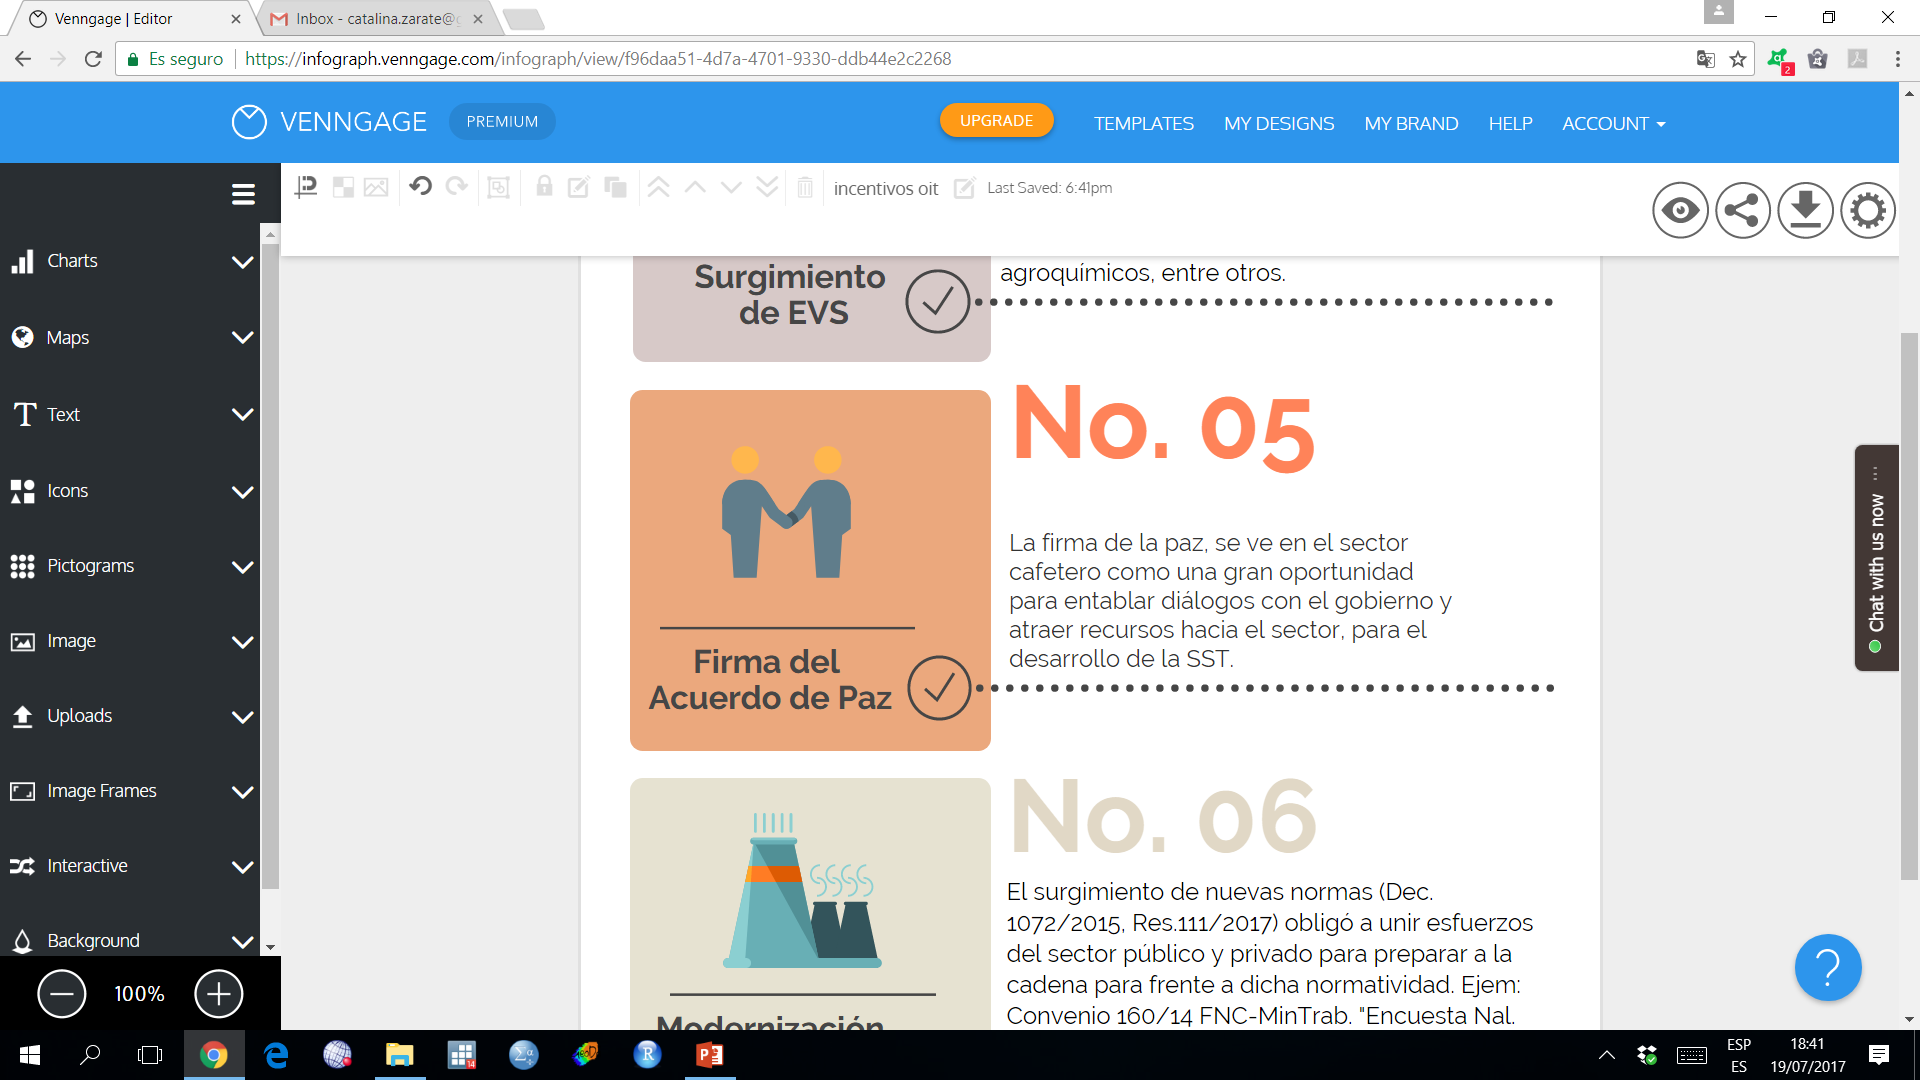 Venngage | Editor
Inbox - catalina.zarate@g
Es seguro
https://infograph.venngage.com/infograph/view/f96daa51-4d7a-4701-9330-ddb44e2c2268
2
VENNGAGE
PREMIUM
UPGRADE
TEMPLATES
MY DESIGNS
MY BRAND
HELP
ACCOUNT
incentivos oit
Last Saved: 6:41pm
Charts
Maps
Text
Icons
Pictograms
Image
Uploads
Image Frames
Interactive
Background
100%
Surgimiento
de EVS
agroquímicos, entre otros.
No. 05
La firma de la paz, se ve en el sector
cafetero como una gran oportunidad
para entablar diálogos con el gobierno y
atraer recursos hacia el sector, para el
desarrollo de la SST.
Firma del
Acuerdo de Paz
No. 06
El surgimiento de nuevas normas (Dec.
1072/2015, Res.111/2017) obligó a unir esfuerzos
del sector público y privado para preparar a la
cadena para frente a dicha normatividad. Ejem:
Convenio 160/14 FNC-MinTrab. "Encuesta Nal.
Modernización
Chat with us now
?
ESP
ES
18:41
19/07/2017